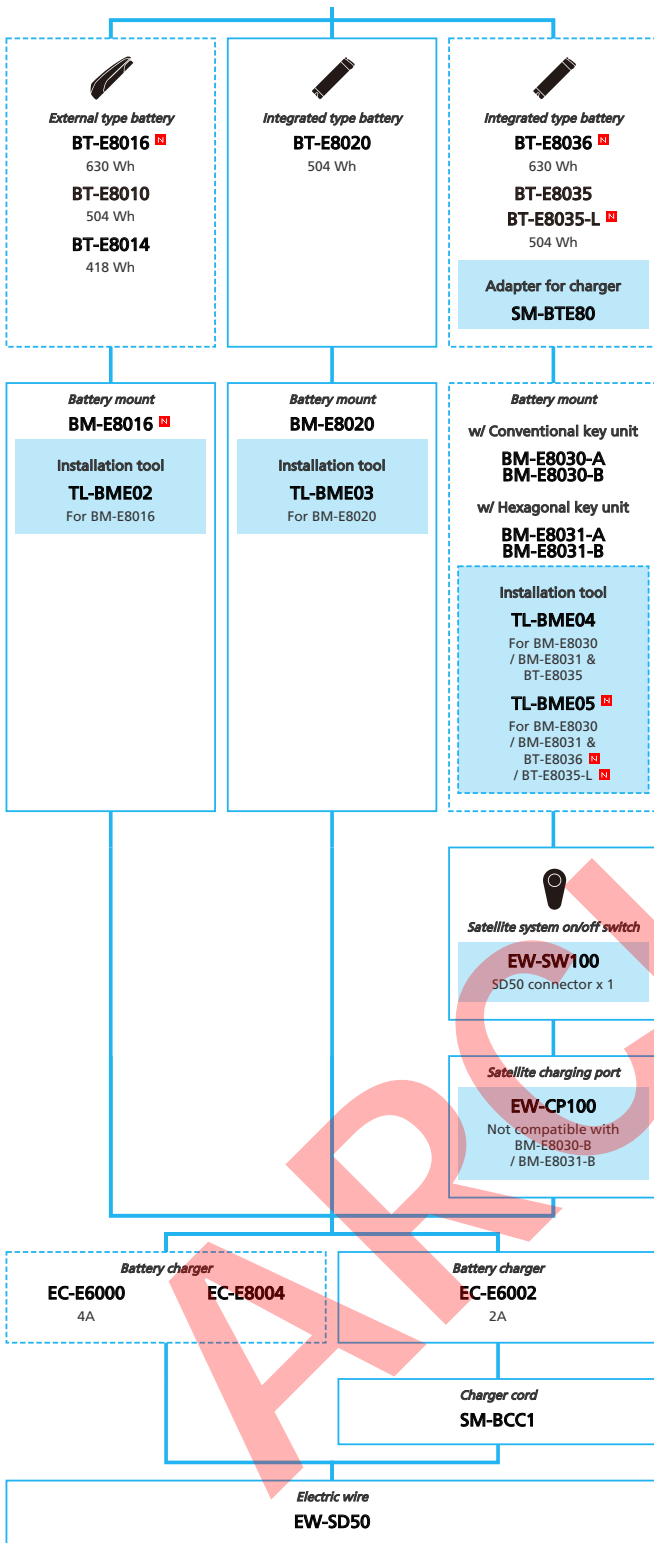 External type battery
BT-E8016 N
630 Wh
BT-E8010
504 Wh
BT-E8014
418 Wh
Integrated type battery
BT-E8020
504 Wh
Integrated type battery
BT-E8036 N
630 Wh
BT-E8035
BT-E8035-L N
504 Wh
Adapter for charger
SM-BTE80
Battery mount
BM-E8016 N
Installation tool
TL-BME02
For BM-E8016
Battery mount
BM-E8020
Installation tool
TL-BME03
For BM-E8020
Battery mount
w/ Conventional key unit
BM-E8030-A
BM-E8030-B
w/ Hexagonal key unit
BM-E8031-A
BM-E8031-B
Installation tool
TL-BME04
For BM-E8030
/ BM-E8031 &
BT-E8035
TL-BME05 N
For BM-E8030
/ BM-E8031 &
BT-E8036 N
/ BT-E8035-L N
Satellite system on/off switch
EW-SW100
SD50 connector x 1
Satellite charging port
EW-CP100
Not compatible with
BM-E8030-B
/ BM-E8031-B
Battery charger
EC-E6000 EC-E8004
4A
Battery charger
EC-E6002
2A
Charger cord
SM-BCC1
Electric wire
EW-SD50
ARC